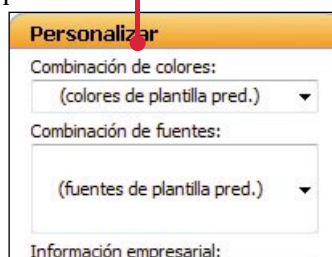 Personalizar
Combinación de colores:
(colores de plantilla pred.)
Combinación de fuentes:
(fuentes de plantilla pred.)
Información empresarial: